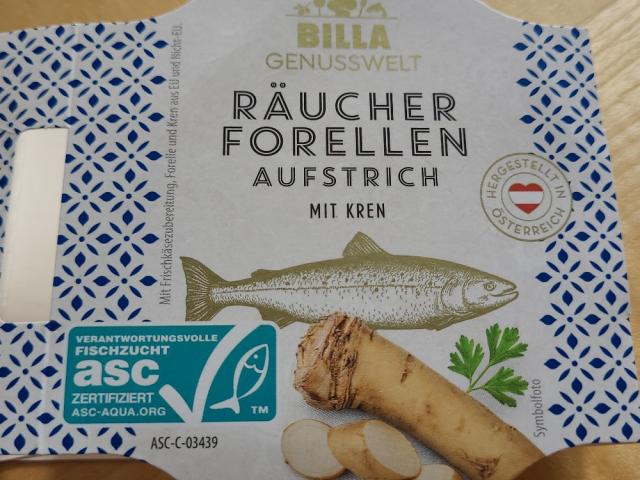 BILLA
GENUSSWELT
RÄUCHER
FORELLEN
AUFSTRICH
MIT KREN
HERGESTELLT IN
ÖSTERREICH
Mit Frischkäsezubereitung, Forelle und Kren aus EU und Nicht-EU.
VERANTWORTUNGSVOLLE
FISCHZUCHT
asc
ZERTIFIZIERT
ASC-AQUA.ORG
TM
ASC-C-03439
Symbolfoto